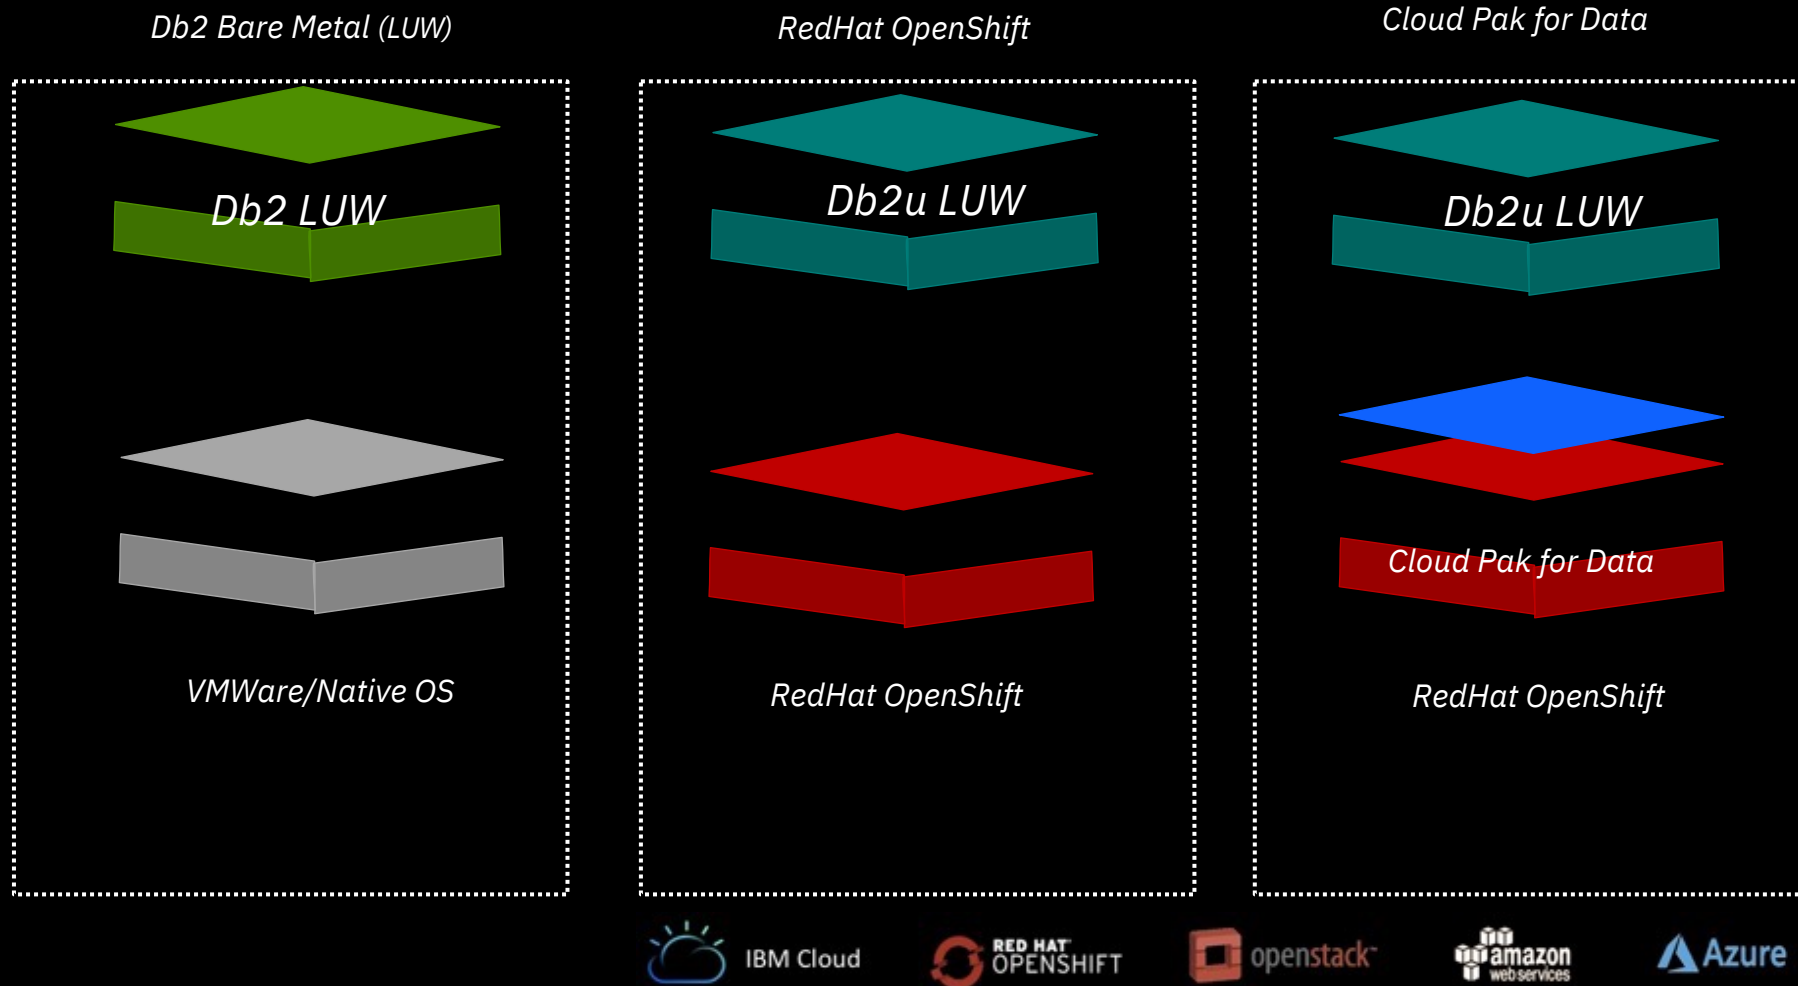 Db2 Bare Metal (LUW)
RedHat OpenShift
Cloud Pak for Data
Db2 LUW
Db2u LUW
Db2u LUW
Cloud Pak for Data
VMWare/Native OS
RedHat OpenShift
RedHat OpenShift
IBM Cloud
RED HAT
OPENSHIFT
openstack
amazon
webservices
Azure